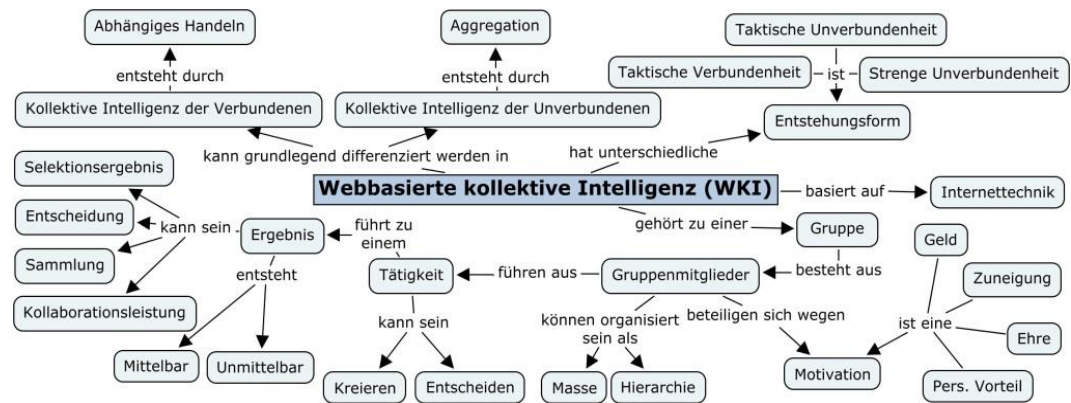 Taktische Unverbundenheit
Abhängiges Handeln
Aggregation
entsteht durch
entsteht durch
Taktische Verbundenheit
ist
Strenge Unverbundenheit
Kollektive Intelligenz der Verbundenen
Kollektive Intelligenz der Unverbundenen
Entstehungsform
kann grundlegend differenziert werden in
hat unterschiedliche
Selektionsergebnis
Webbasierte kollektive Intelligenz (WKI)
basiert auf
Internettechnik
Entscheidung
kann sein
Ergebnis
führt zu
einem
gehört zu einer
Gruppe
Geld
Sammlung
entsteht
Tätigkeit
führen aus
Gruppenmitglieder
besteht aus
Zuneigung
Kollaborationsleistung
kann sein
können organisiert
sein als
beteiligen sich wegen
ist eine
Ehre
Mittelbar
Unmittelbar
Kreieren
Entscheiden
Masse
Hierarchie
Motivation
Pers. Vorteil